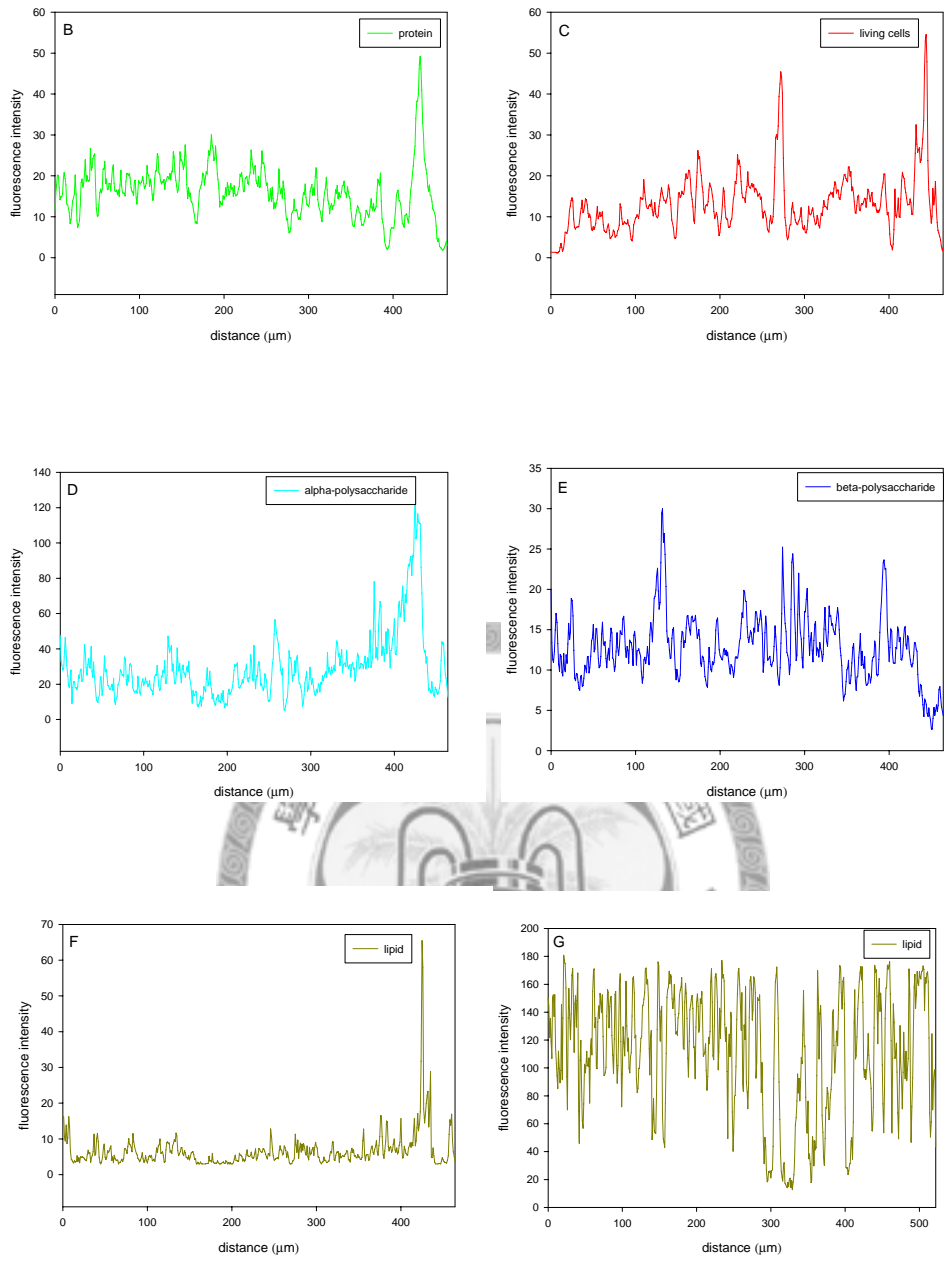 B
protein
60
50
40
30
20
10
0
fluorescence intensity
0 100 200 300 400
distance (μm)
C
living cells
60
50
40
30
20
10
0
fluorescence intensity
0 100 200 300 400
distance (μm)
D
alpha-polysaccharide
140
120
100
80
60
40
20
0
fluorescence intensity
0 100 200 300 400
distance (μm)
E
beta-polysaccharide
35
30
25
20
15
10
5
0
fluorescence intensity
0 100 200 300 400
distance (μm)
F
lipid
70
60
50
40
30
20
10
0
fluorescence intensity
0 100 200 300 400
distance (μm)
G
lipid
200
180
160
140
120
100
80
60
40
20
0
fluorescence intensity
0 100 200 300 400 500
distance (μm)